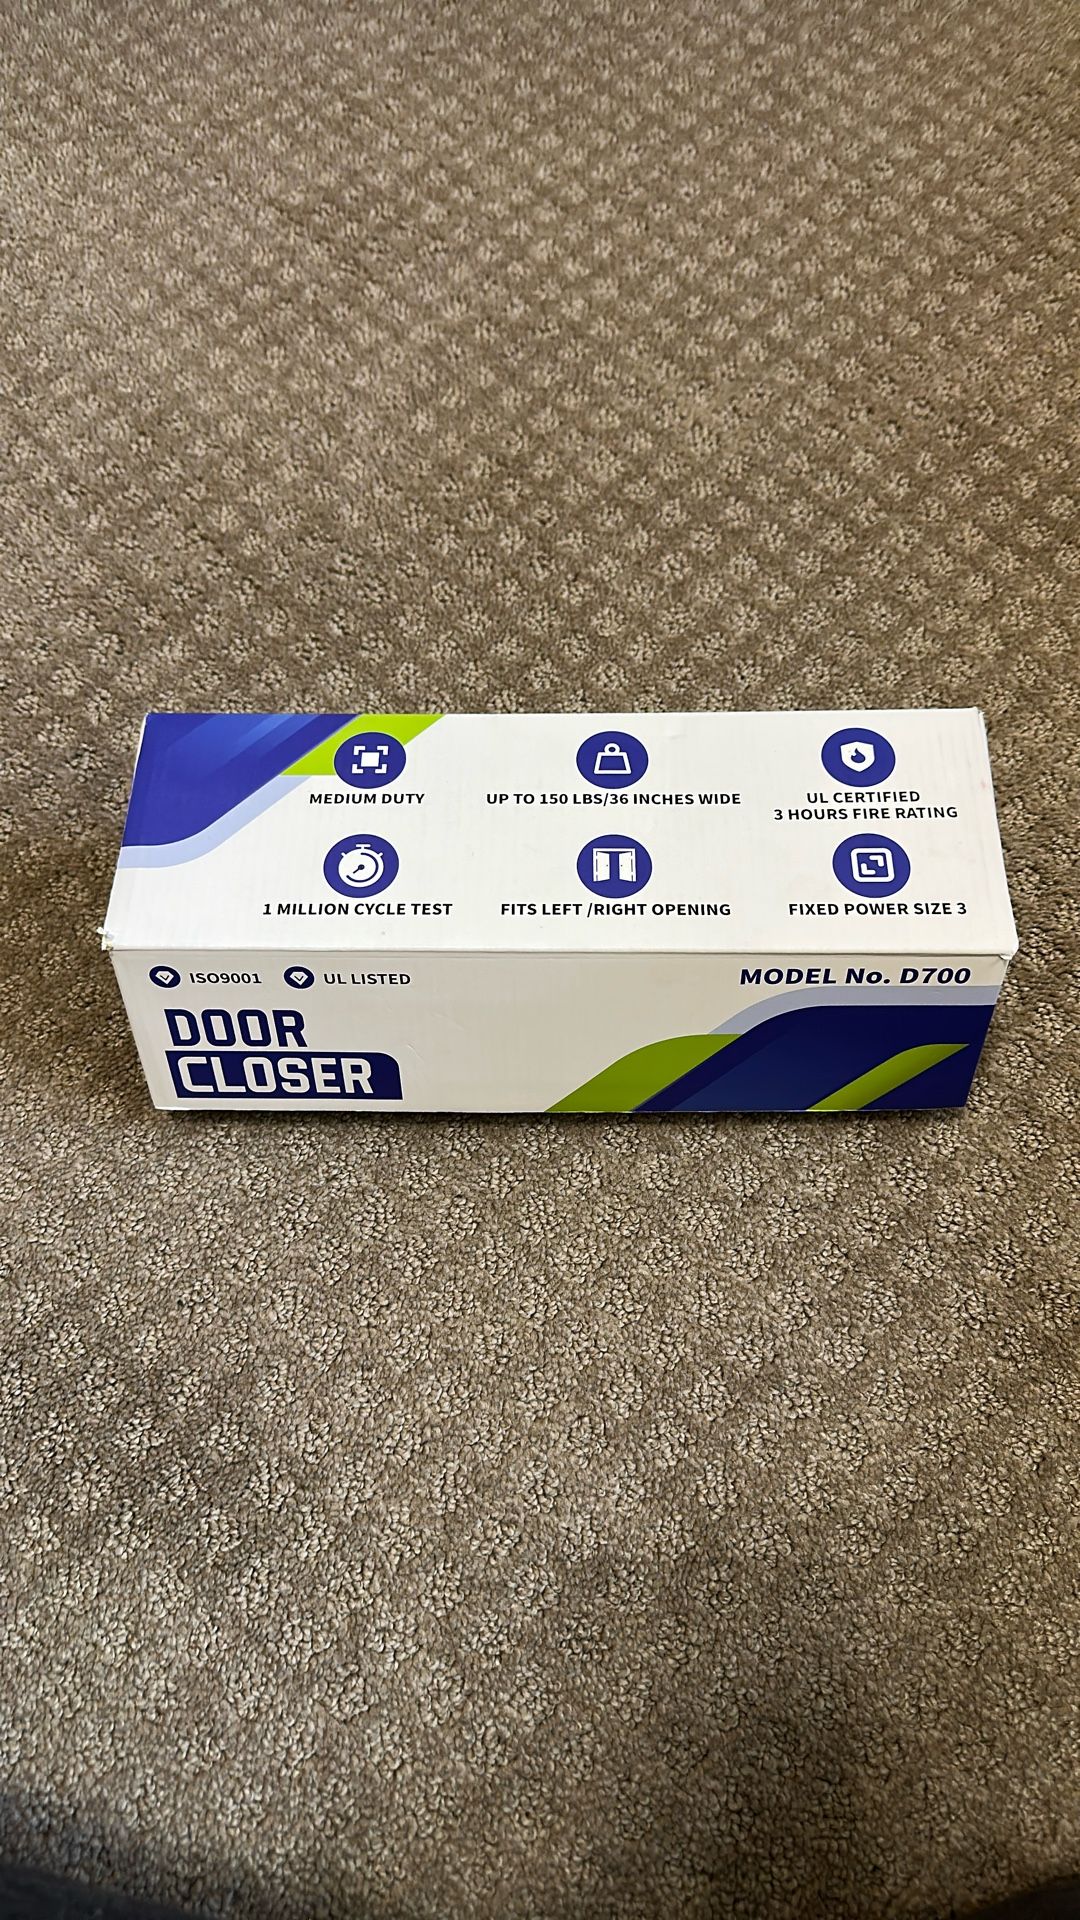 MEDIUM DUTY
UP TO 150 LBS/36 INCHES WIDE
UL CERTIFIED
3 HOURS FIRE RATING
1 MILLION CYCLE TEST
FITS LEFT /RIGHT OPENING
FIXED POWER SIZE 3
ISO9001
UL LISTED
MODEL No. D700
DOOR
CLOSER